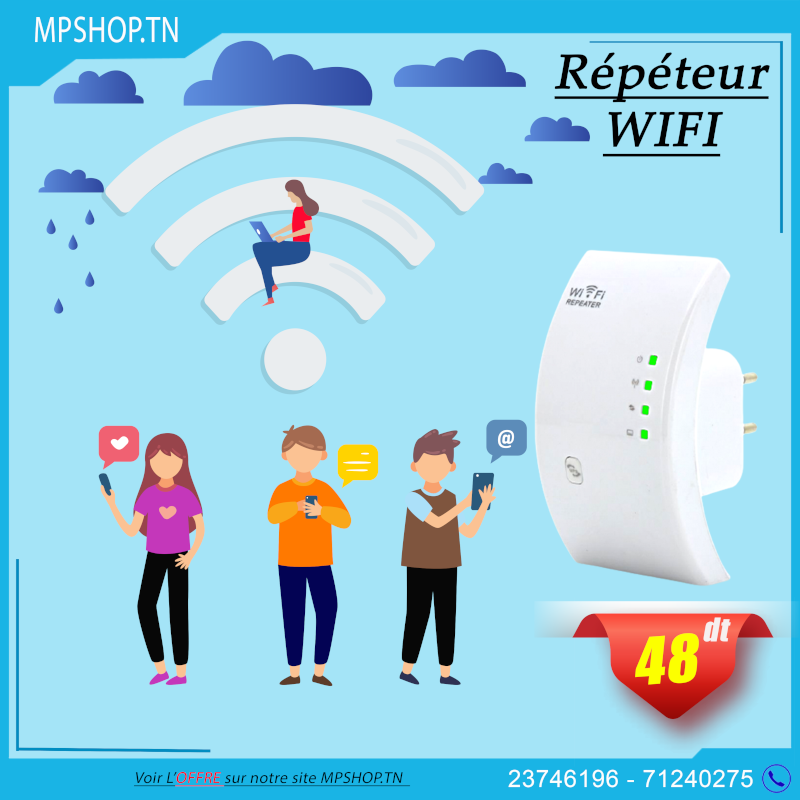 MPSHOP.TN
Répéteur
WIFI
Wi Fi
REPEATER
@
48 dt
Voir L'OFFRE sur notre site MPSHOP.TN
23746196 - 71240275